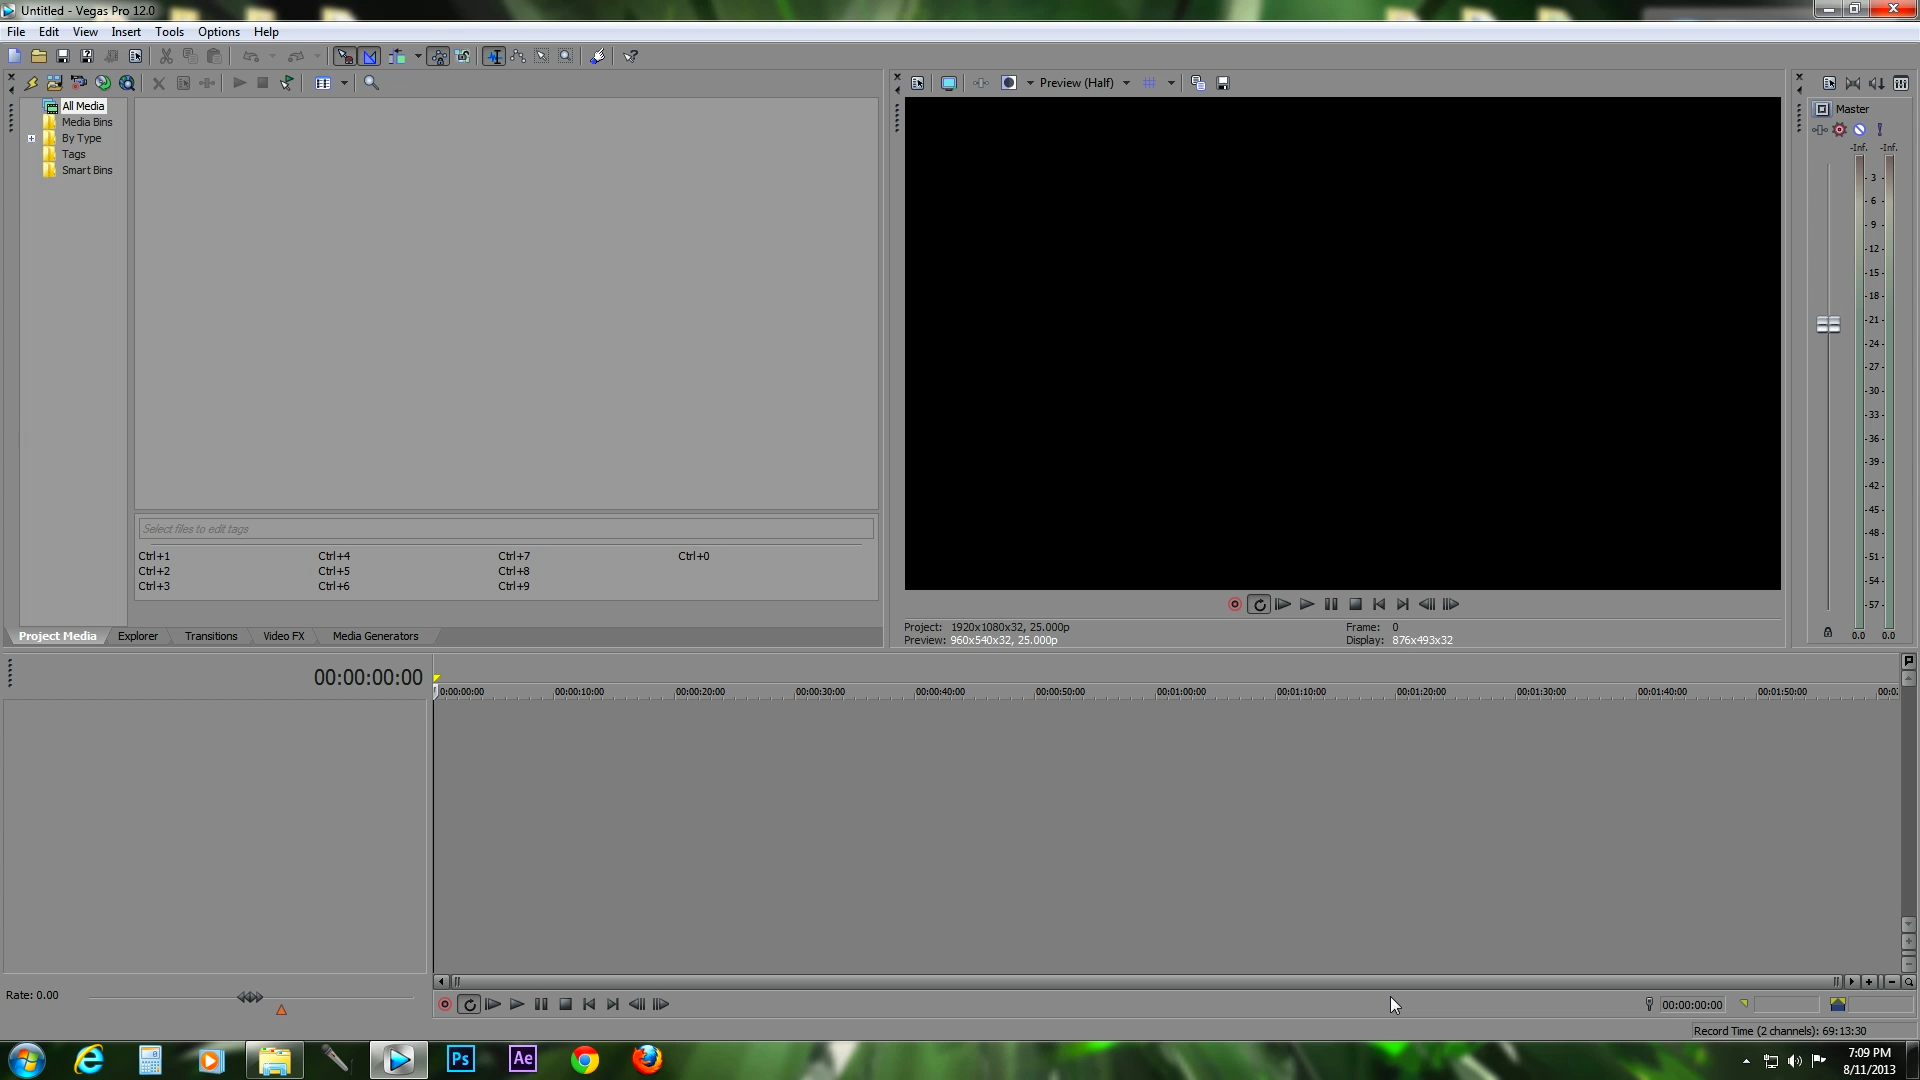 Untitled - Vegas Pro 12.0
File Edit View Insert Tools Options Help
Preview (Half)
All Media
Media Bins
By Type
Tags
Smart Bins
Master
-Inf. -Inf.
- 3 -
- 6 -
- 9 -
- 12 -
- 15 -
- 18 -
- 21 -
- 24 -
- 27 -
- 30 -
- 33 -
- 36 -
- 39 -
- 42 -
- 45 -
- 48 -
- 51 -
- 54 -
- 57 -
0.0 0.0
Select files to edit tags
Ctrl+1 Ctrl+4 Ctrl+7 Ctrl+0
Ctrl+2 Ctrl+5 Ctrl+8
Ctrl+3 Ctrl+6 Ctrl+9
Project Media Explorer Transitions Video FX Media Generators
Project: 1920x1080x32, 25.000p Frame: 0
Preview: 960x540x32, 25.000p Display: 876x493x32
00:00:00:00
0:00:00:00 00:00:10:00 00:00:20:00 00:00:30:00 00:00:40:00 00:00:50:00 00:01:00:00 00:01:10:00 00:01:20:00 00:01:30:00 00:01:40:00 00:01:50:00
Rate: 0.00
00:00:00:00
Record Time (2 channels): 69:13:30
Ps Ae
7:09 PM
8/11/2013